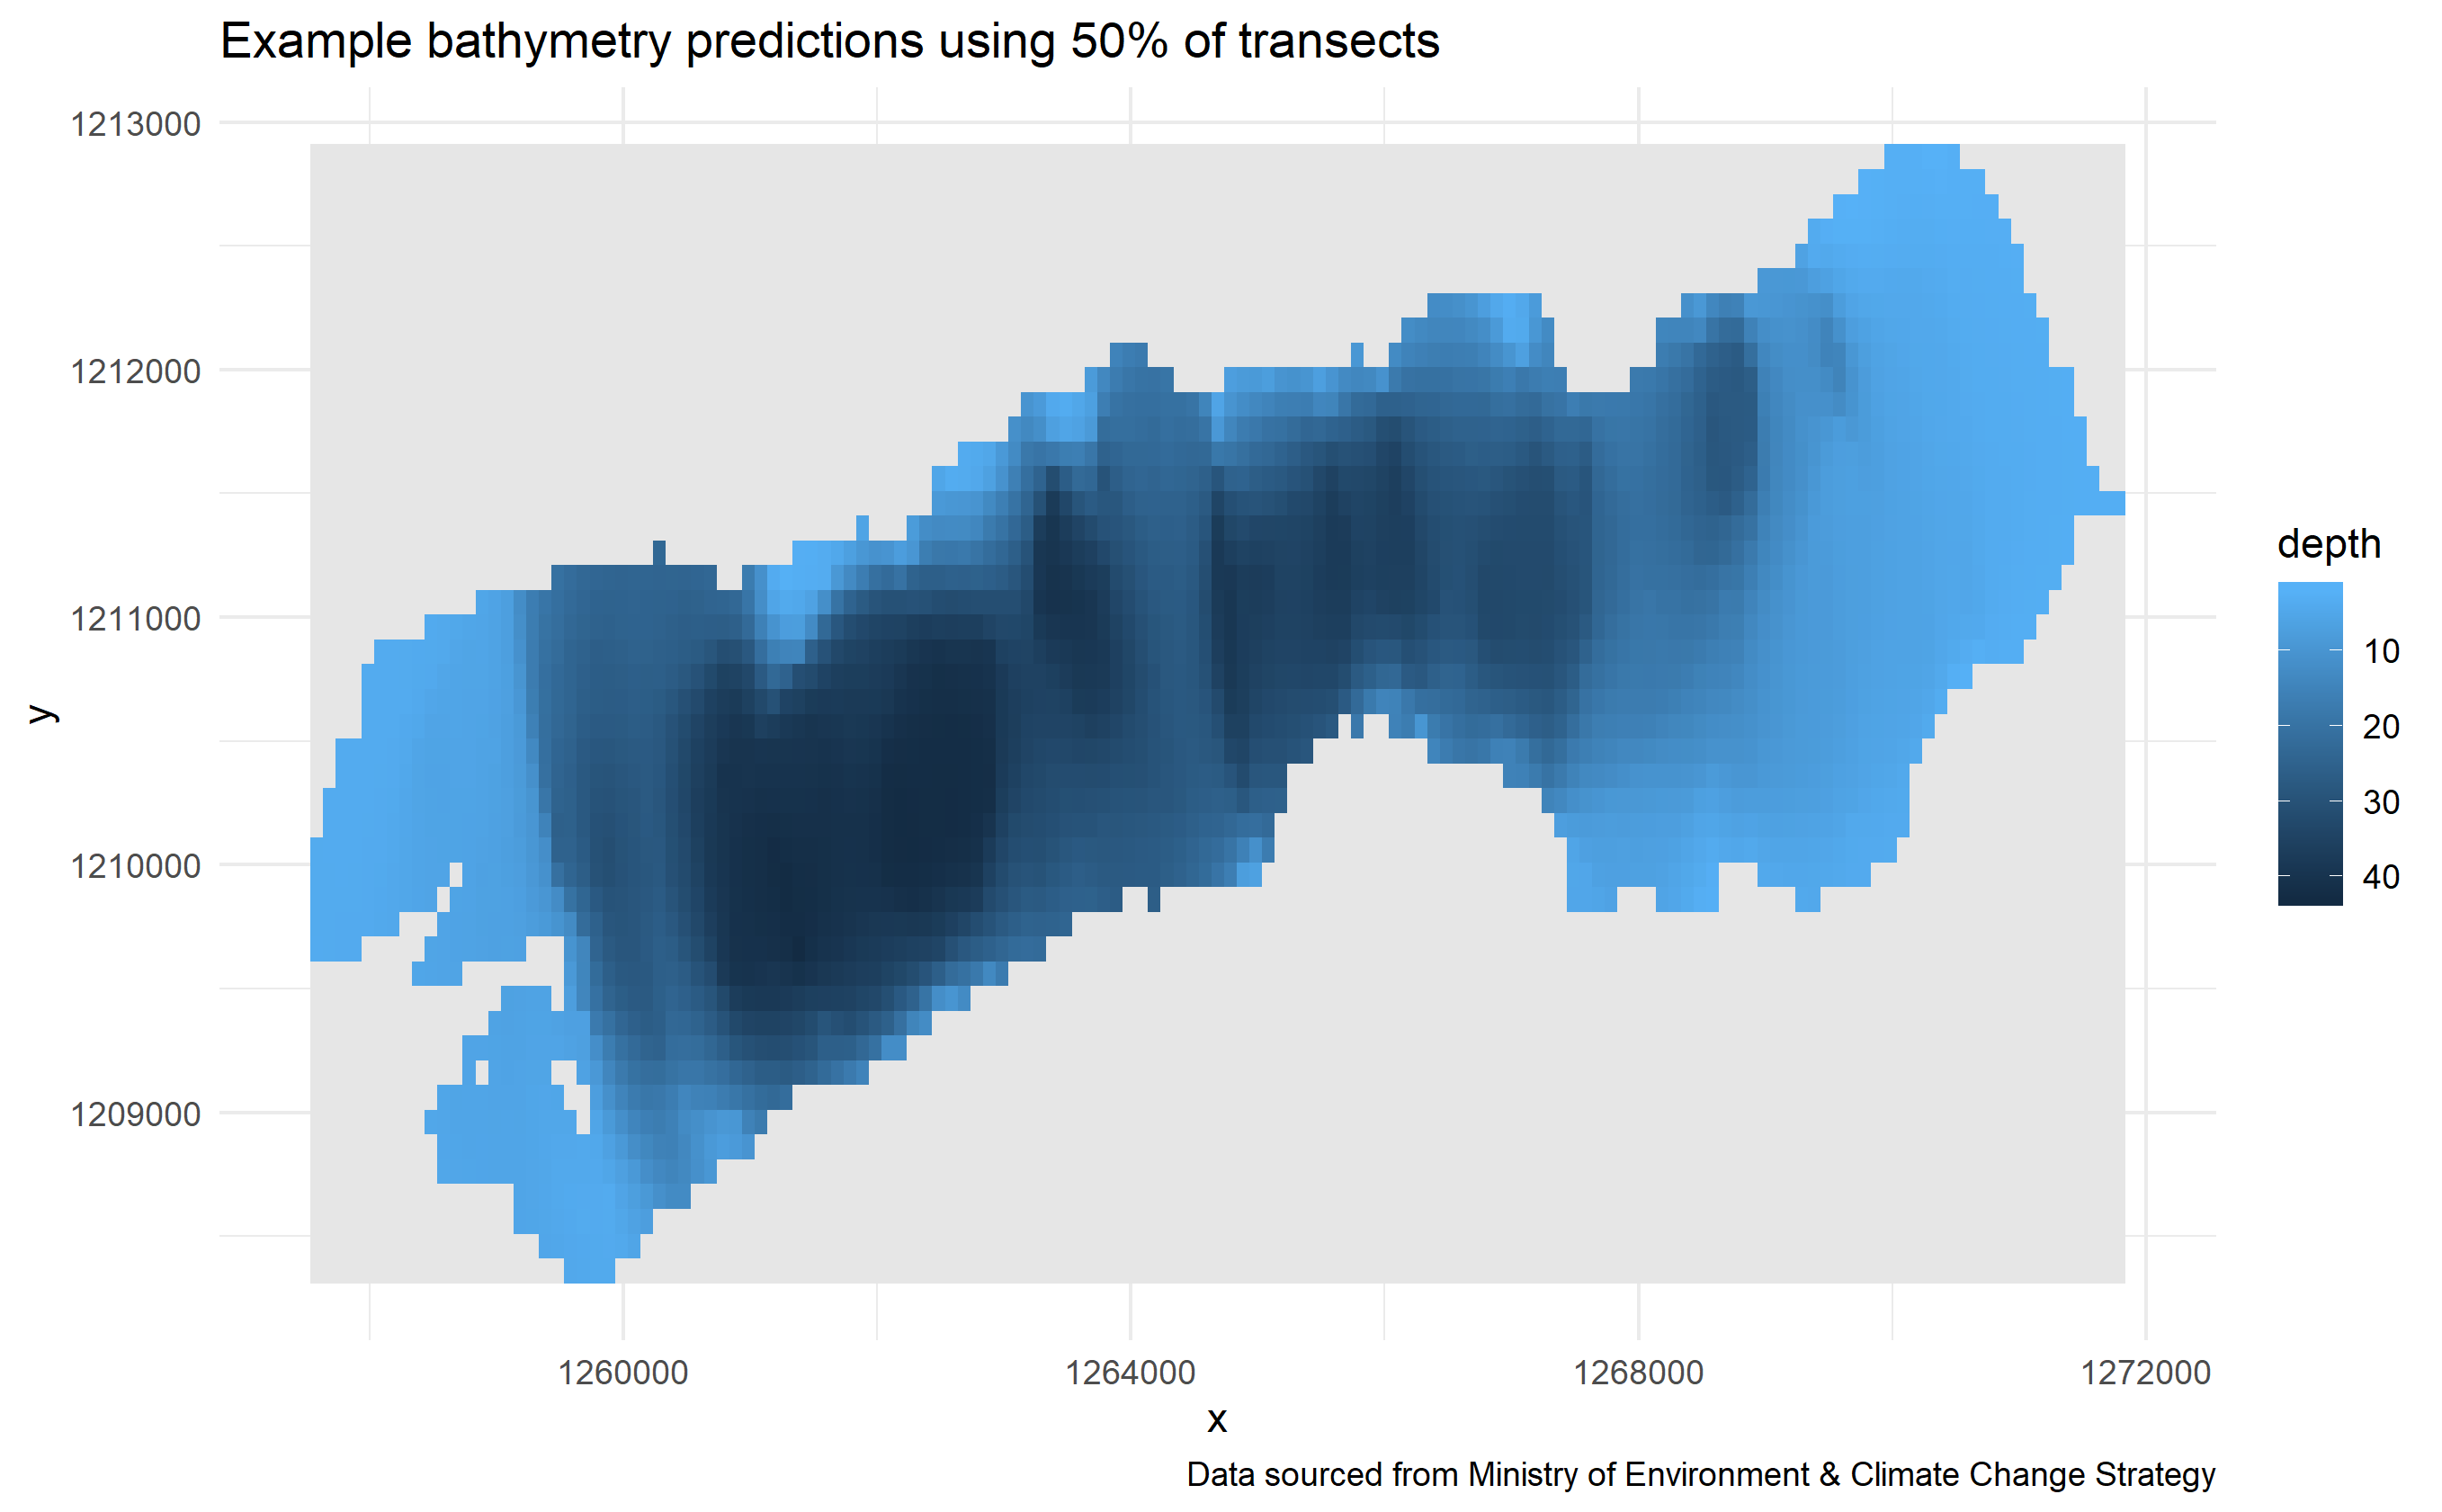 Example bathymetry predictions using 50% of transects
1213000
1212000
1211000
1210000
1209000
y
depth
10
20
30
40
1260000
1264000
1268000
1272000
x
Data sourced from Ministry of Environment & Climate Change Strategy